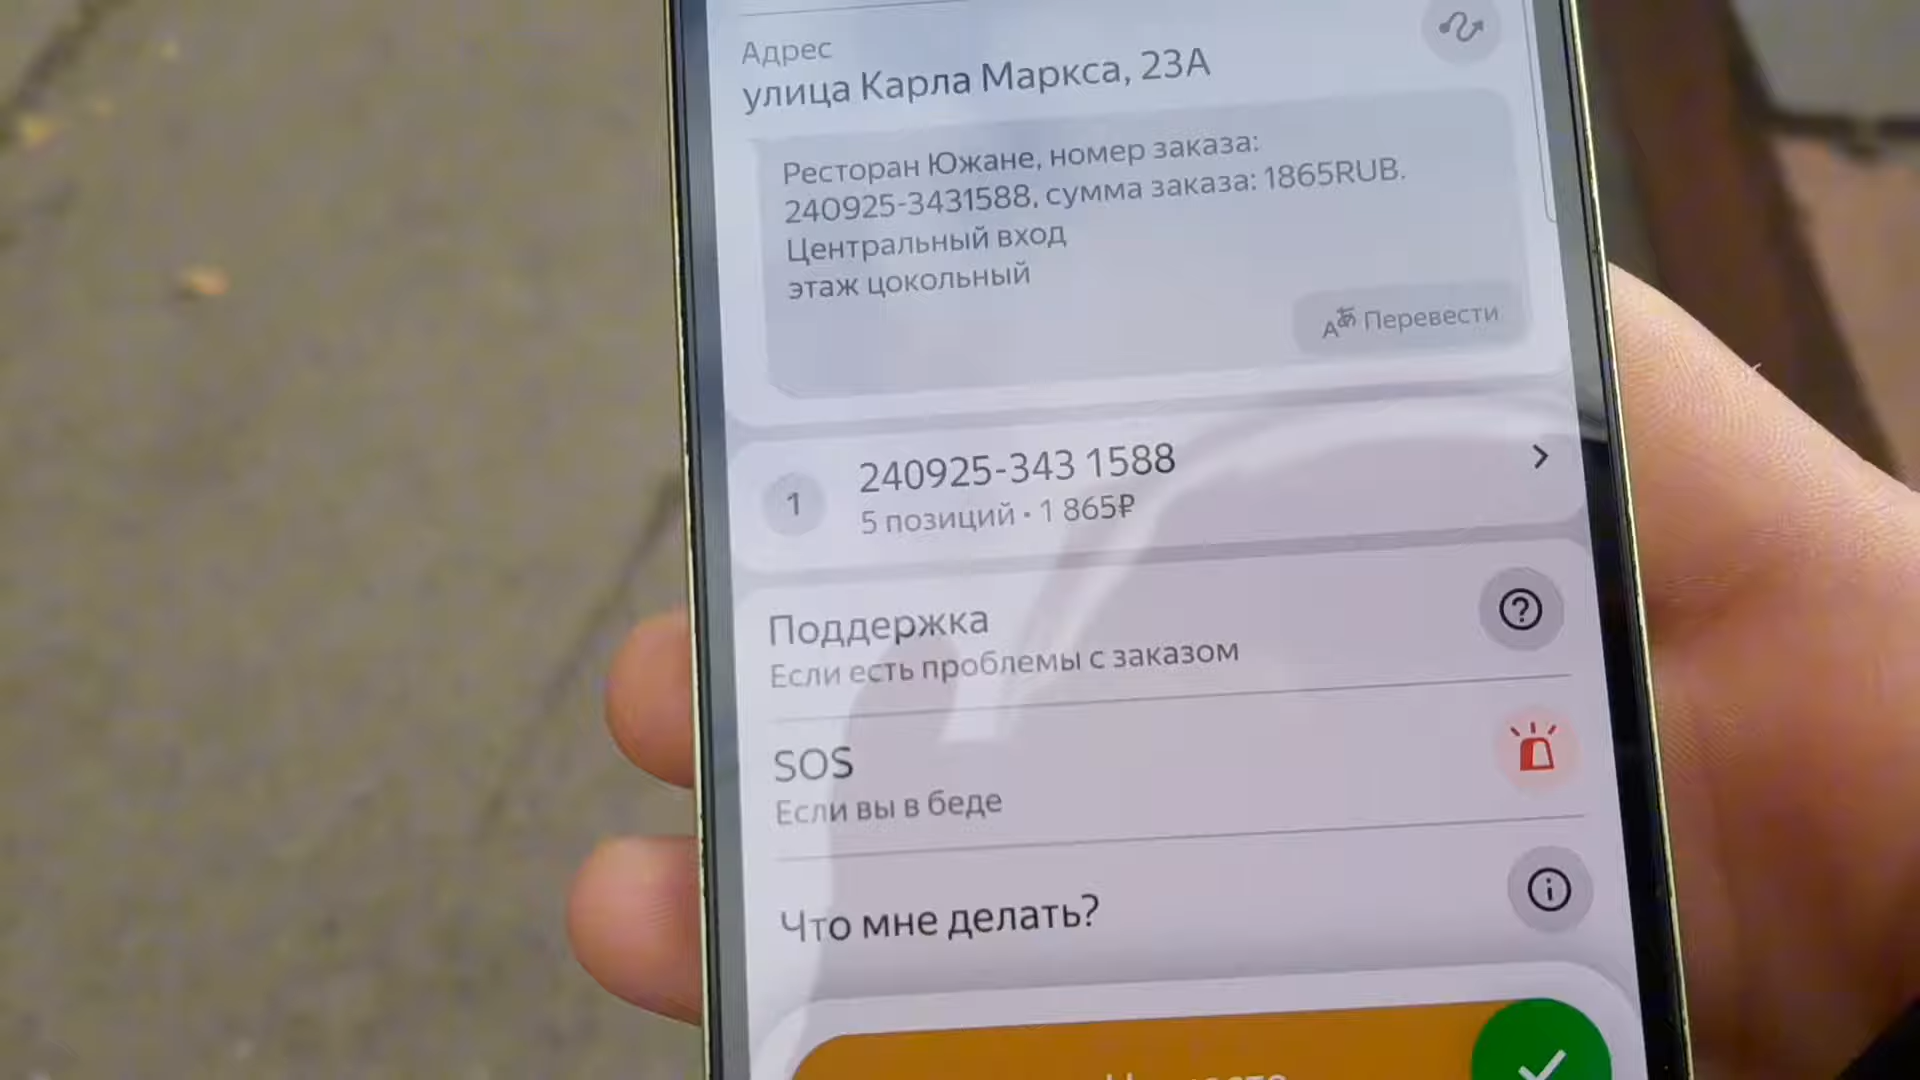 Адрес
улица Карла Маркса, 23А
Ресторан Южане, номер заказа:
240925-3431588, сумма заказа: 1865RUB.
Центральный вход
этаж цокольный
Перевести
1
240925-343 1588
5 позиций • 1 865₽
Поддержка
Если есть проблемы с заказом
SOS
Если вы в беде
Что мне делать?